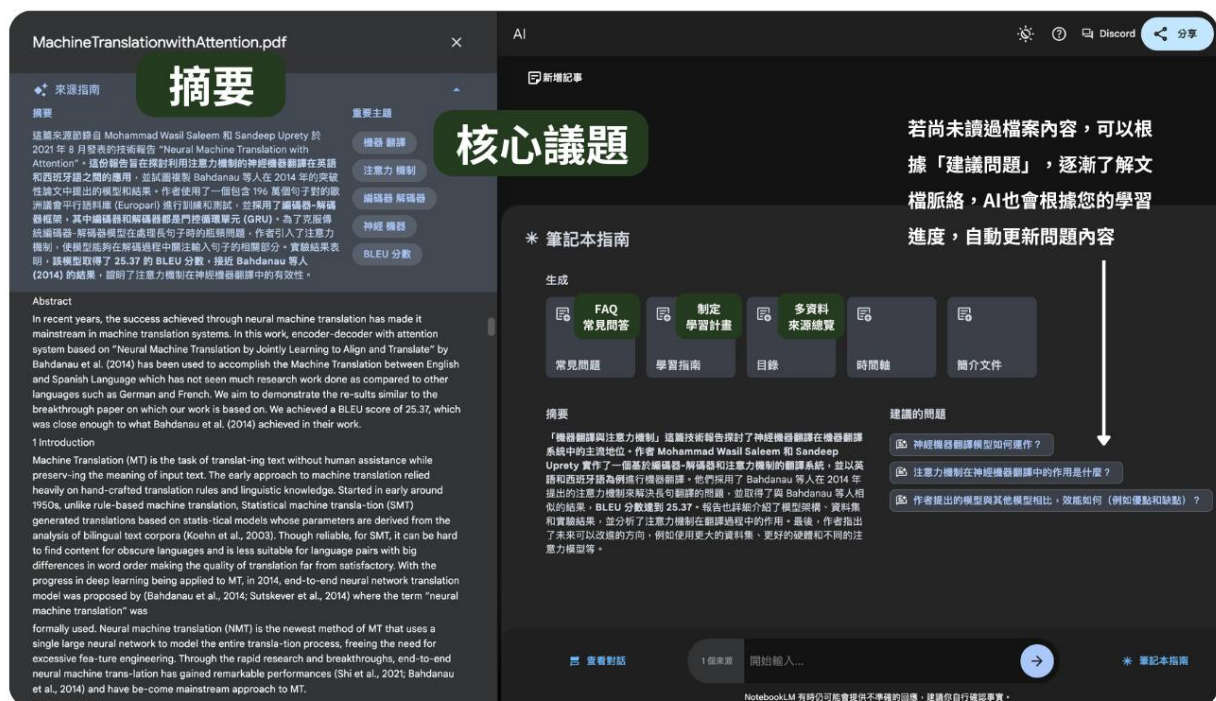 MachineTranslationwithAttention.pdf
摘要
來源指南
摘要
這篇來源節錄自 Mohammad Wasil Saleem 和 Sandeep Uprety 於
2021 年 8 月發表的技術報告 “Neural Machine Translation with
Attention”。這份報告旨在探討利用注意力機制的神經機器翻譯在英語
和西班牙語之間的應用，並試圖複製 Bahdanau 等人在 2014 年的突破
性論文中提出的模型和結果。作者使用了一個包含 196 萬個句子對的歐
洲議會平行語料庫 (Europarl) 進行訓練和測試，並採用了編碼器-解碼
器框架，其中編碼器和解碼器都是門控循環單元 (GRU)。為了克服傳
統編碼器-解碼器模型在處理長句子時的瓶頸問題，作者引入了注意力
機制，使模型能夠在解碼過程中關注輸入句子的相關部分。實驗結果表
明，該模型取得了 25.37 的 BLEU 分數，接近 Bahdanau 等人
(2014) 的結果，證明了注意力機制在神經機器翻譯中的有效性。
重要主題
機器 翻譯
注意力 機制
編碼器 解碼器
神經 機器
BLEU 分數
核心議題
Abstract
In recent years, the success achieved through neural machine translation has made it
mainstream in machine translation systems. In this work, encoder-decoder with attention
system based on “Neural Machine Translation by Jointly Learning to Align and Translate” by
Bahdanau et al. (2014) has been used to accomplish the Machine Translation between English
and Spanish Language which has not seen much research work done as compared to other
languages such as German and French. We aim to demonstrate the re-sults similar to the
breakthrough paper on which our work is based on. We achieved a BLEU score of 25.37, which
was close enough to what Bahdanau et al. (2014) achieved in their work.
1 Introduction
Machine Translation (MT) is the task of translat-ing text without human assistance while
preserv-ing the meaning of input text. The early approach to machine translation relied
heavily on hand-crafted translation rules and linguistic knowledge. Started in early around
1950s, unlike rule-based machine translation, Statistical machine transla-tion (SMT)
generated translations based on statis-tical models whose parameters are derived from the
analysis of bilingual text corpora (Koehn et al., 2003). Though reliable, for SMT, it can be hard
to find content for obscure languages and is less suitable for language pairs with big
differences in word order making the quality of translation far from satisfactory. With the
progress in deep learning being applied to MT, in 2014, end-to-end neural network translation
model was proposed by (Bahdanau et al., 2014; Sutskever et al., 2014) where the term “neural
machine translation” was
formally used. Neural machine translation (NMT) is the newest method of MT that uses a
single large neural network to model the entire transla-tion process, freeing the need for
excessive fea-ture engineering. Through the rapid research and breakthroughs, end-to-end
neural machine trans-lation has gained remarkable performances (Shi et al., 2021; Bahdanau
et al., 2014) and have be-come mainstream approach to MT.
AI
Discord
分享
新增記事
若尚未讀過檔案內容，可以根
據「建議問題」，逐漸了解文
檔脈絡，AI也會根據您的學習
進度，自動更新問題內容
筆記本指南
生成
FAQ
常見問答
常見問題
制定
學習計畫
學習指南
多資料
來源總覽
目錄
時間軸
簡介文件
摘要
「機器翻譯與注意力機制」這篇技術報告探討了神經機器翻譯在機器翻譯
系統中的主流地位。作者 Mohammad Wasil Saleem 和 Sandeep
Uprety 實作了一個基於編碼器-解碼器和注意力機制的翻譯系統，並以英
語和西班牙語為例進行機器翻譯。他們採用了 Bahdanau 等人在 2014 年
提出的注意力機制來解決長句翻譯的問題，並取得了與 Bahdanau 等人相
似的結果，BLEU 分數達到 25.37。報告也詳細介紹了模型架構、資料集
和實驗結果，並分析了注意力機制在翻譯過程中的作用。最後，作者指出
了未來可以改進的方向，例如使用更大的資料集、更好的硬體和不同的注
意力模型等。
建議的問題
神經機器翻譯模型如何運作？
注意力機制在神經機器翻譯中的作用是什麼？
作者提出的模型與其他模型相比，效能如何（例如優點和缺點）？
查看對話
1 個來源
開始輸入...
筆記本指南
NotebookLM 有時仍可能會提供不準確的回應，建議你自行確認事實。